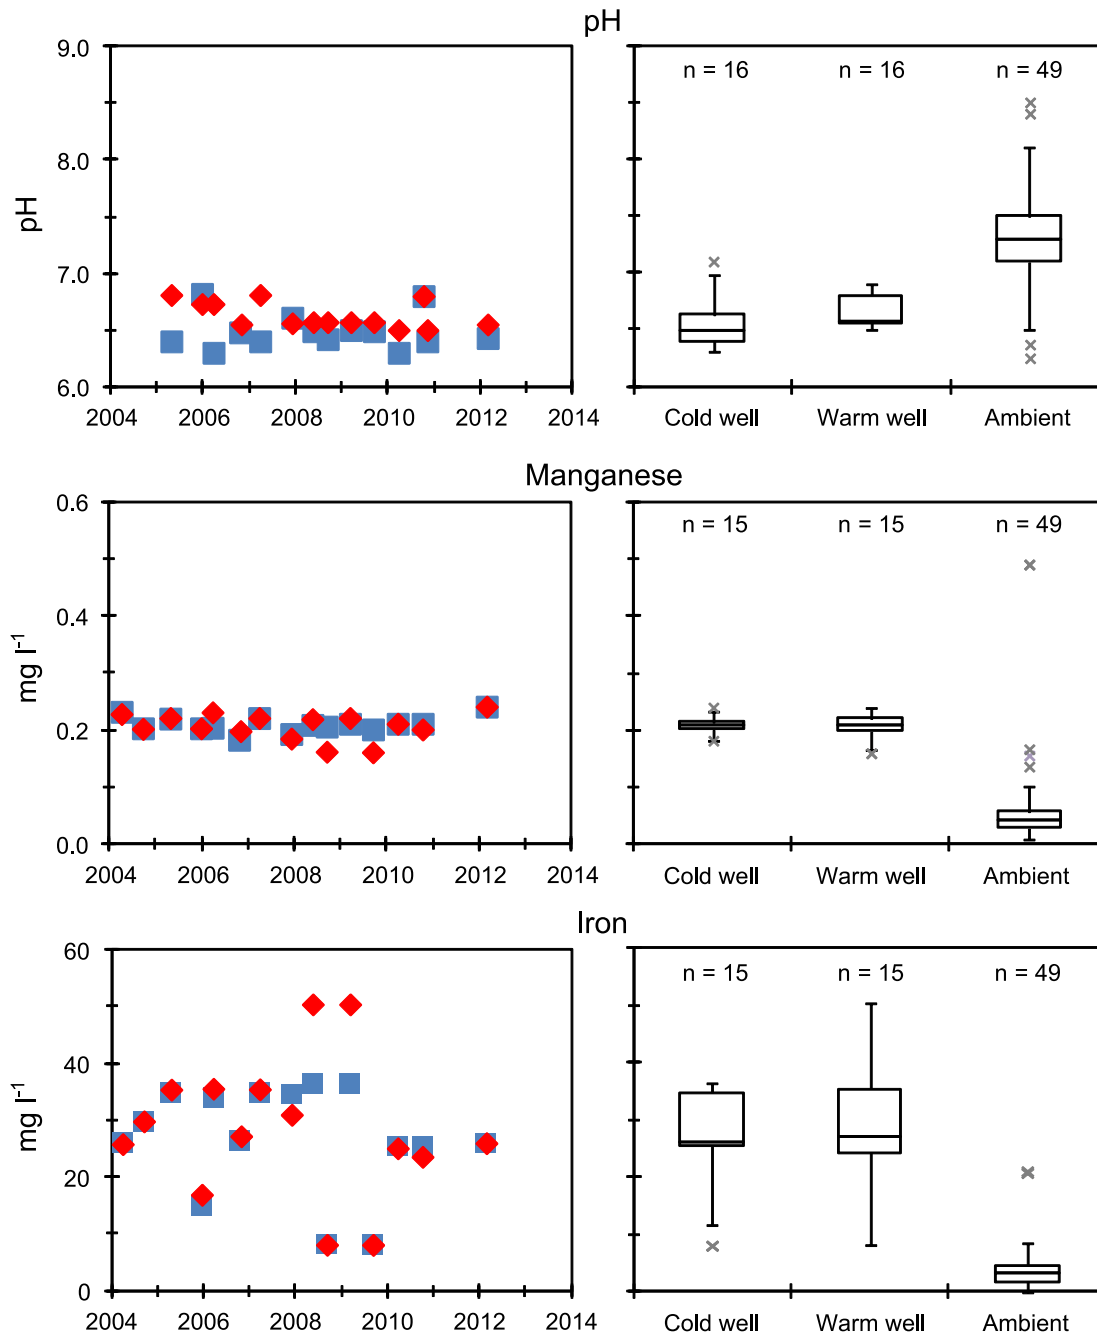 pH
9.0
8.0
7.0
6.0
pH
2004 2006 2008 2010 2012 2014
n = 16 n = 16 n = 49
Cold well Warm well Ambient
Manganese
0.6
0.4
0.2
0.0
mg l⁻¹
2004 2006 2008 2010 2012 2014
n = 15 n = 15 n = 49
Cold well Warm well Ambient
Iron
60
40
20
0
mg l⁻¹
2004 2006 2008 2010 2012 2014
n = 15 n = 15 n = 49
Cold well Warm well Ambient